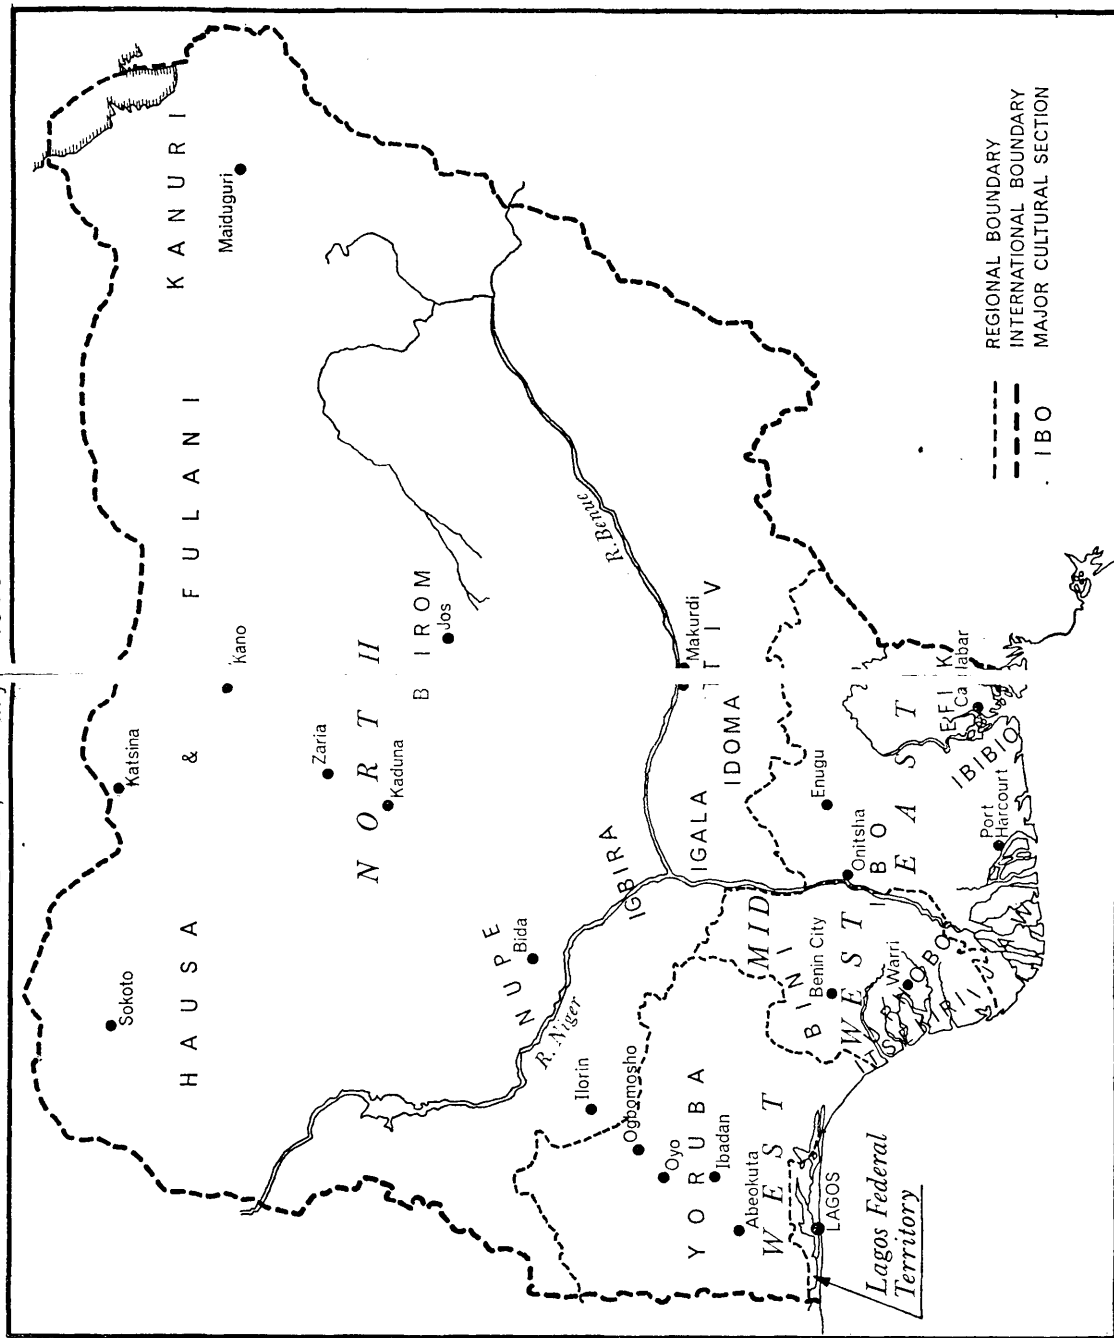 KANURI
Maiduguri
FULANI
&
HAUSA
Kano
Katsina
Sokoto
Zaria
Kaduna
NORTH
BIROM
Jos
R. Benue
Makurdi
TIV
IDOMA
IGALA
IGBIRA
NUPE
Bida
R. Niger
Ilorin
Ogbomosho
Oyo
Ibadan
YORUBA
Abeokuta
WEST
LAGOS
Lagos Federal
Territory
MID
WEST
BINI
Benin City
Warri
Onitsha
Enugu
IBO
EAST
EFIK
Calabar
IBIBIO
Port
Harcourt
REGIONAL BOUNDARY
INTERNATIONAL BOUNDARY
IBO MAJOR CULTURAL SECTION